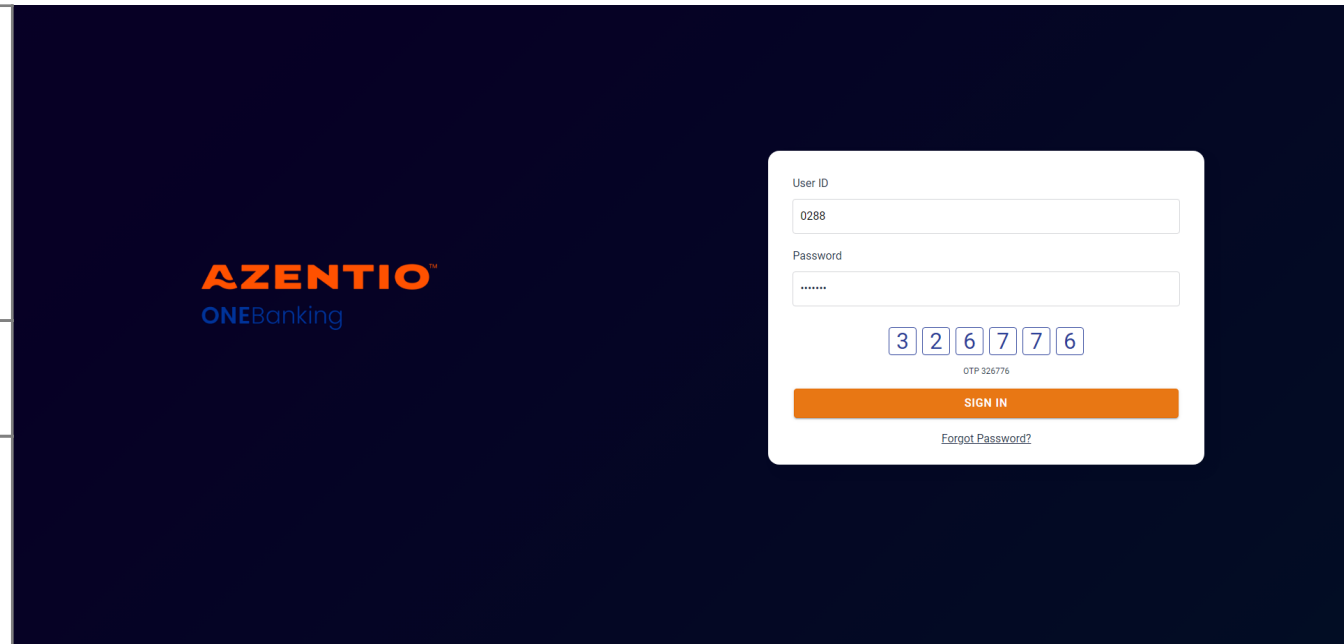 AZENTIO™
ONEBanking
User ID
0288
Password
•••••••
3 2 6 7 7 6
OTP 326776
SIGN IN
Forgot Password?